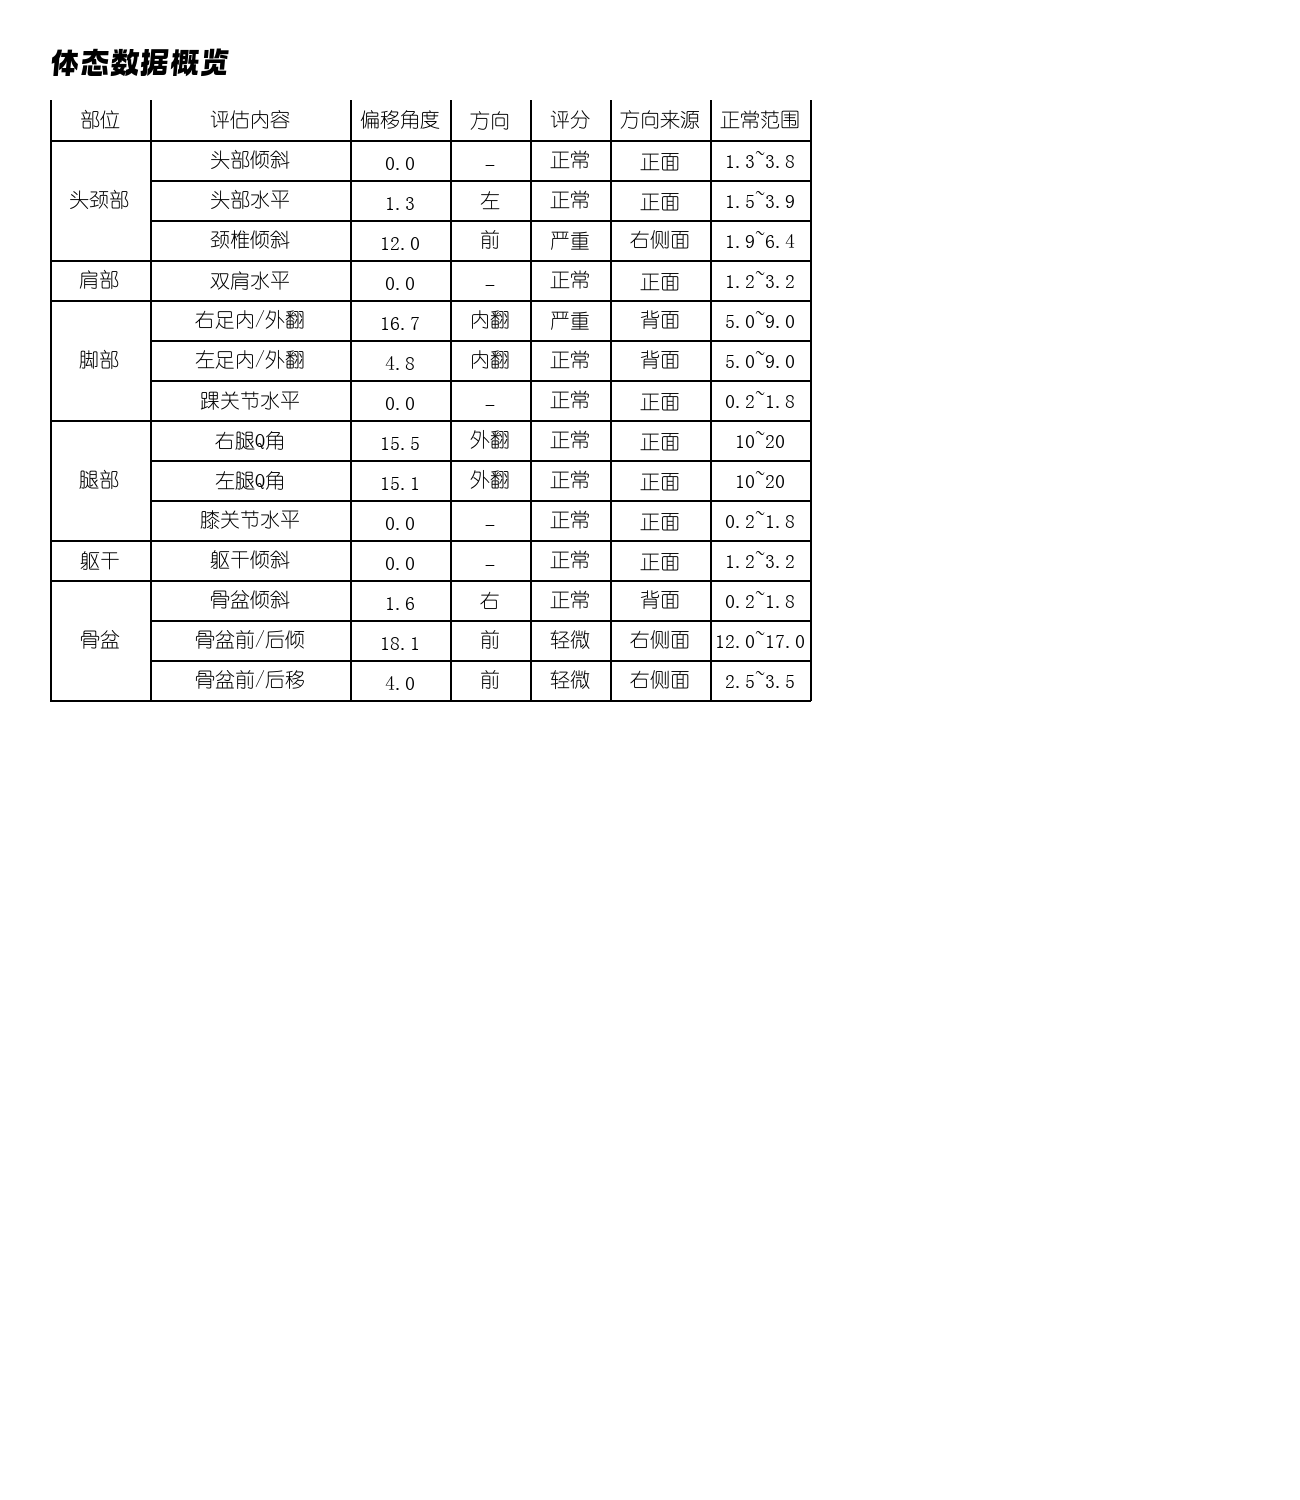 体态数据概览
部位 评估内容 偏移角度 方向 评分 方向来源 正常范围
头颈部 头部倾斜 0.0 – 正常 正面 1.3~3.8
头部水平 1.3 左 正常 正面 1.5~3.9
颈椎倾斜 12.0 前 严重 右侧面 1.9~6.4
肩部 双肩水平 0.0 – 正常 正面 1.2~3.2
脚部 右足内/外翻 16.7 内翻 严重 背面 5.0~9.0
左足内/外翻 4.8 内翻 正常 背面 5.0~9.0
踝关节水平 0.0 – 正常 正面 0.2~1.8
腿部 右腿Q角 15.5 外翻 正常 正面 10~20
左腿Q角 15.1 外翻 正常 正面 10~20
膝关节水平 0.0 – 正常 正面 0.2~1.8
躯干 躯干倾斜 0.0 – 正常 正面 1.2~3.2
骨盆 骨盆倾斜 1.6 右 正常 背面 0.2~1.8
骨盆前/后倾 18.1 前 轻微 右侧面 12.0~17.0
骨盆前/后移 4.0 前 轻微 右侧面 2.5~3.5